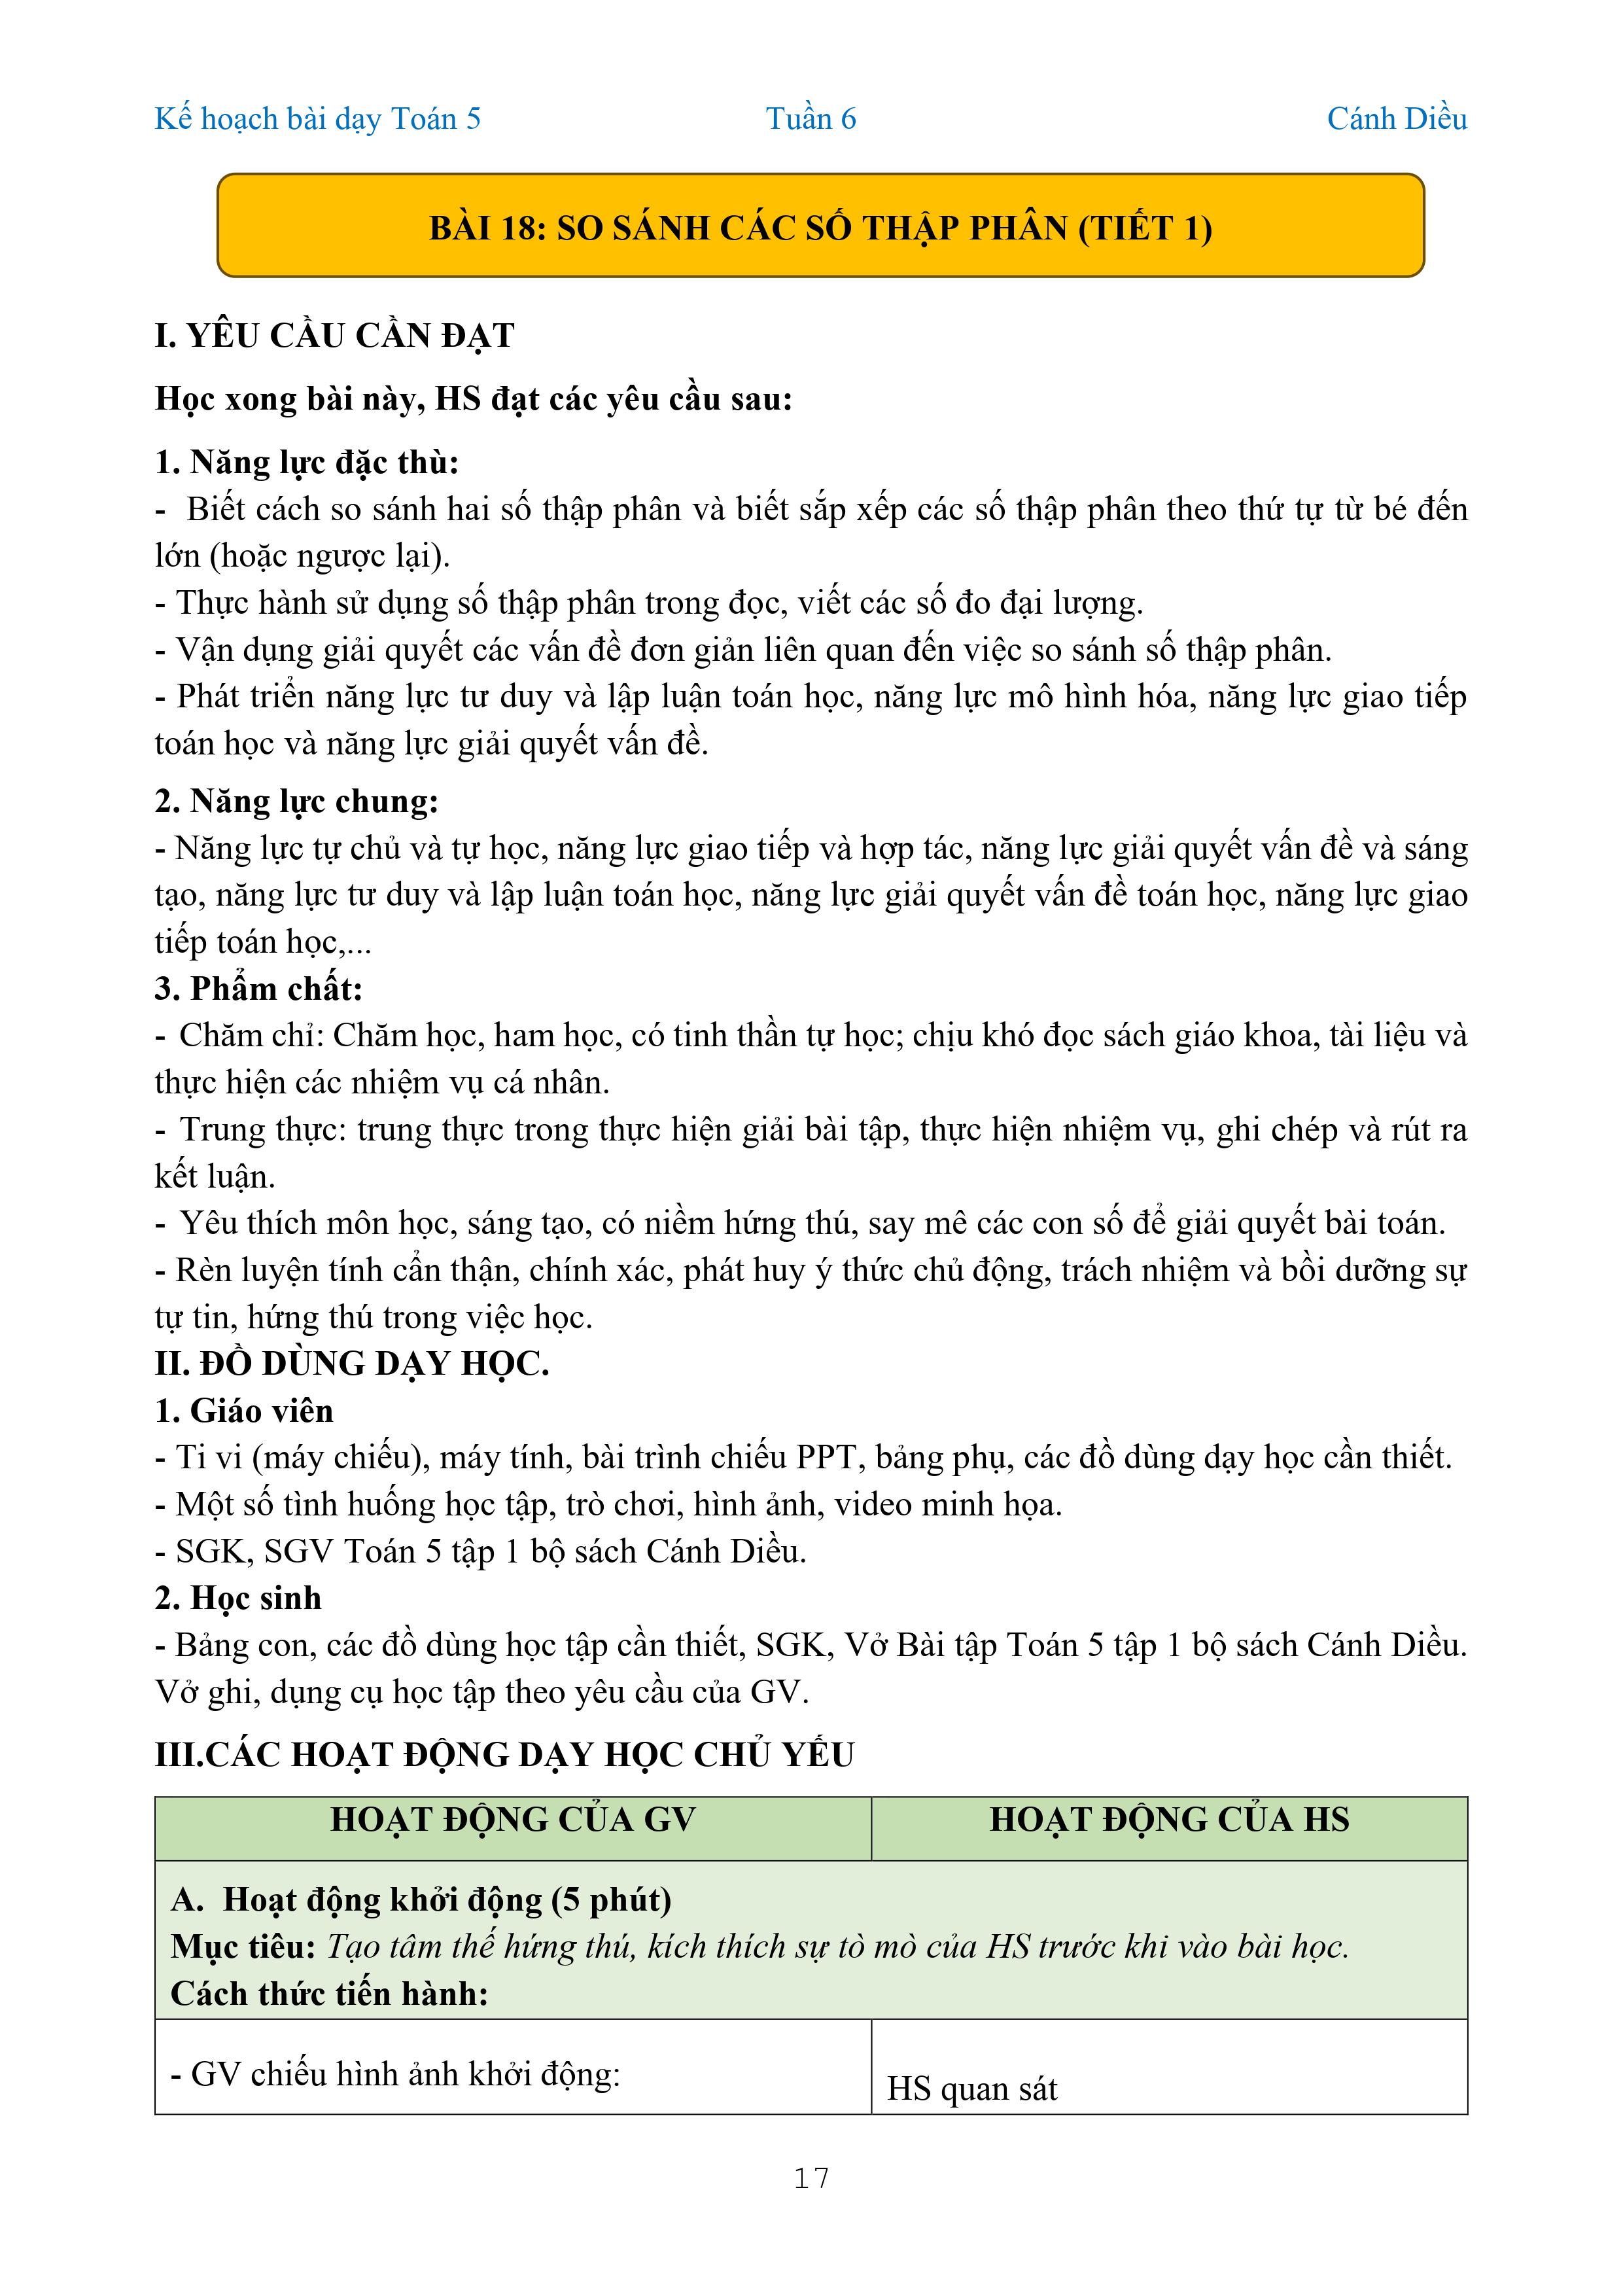 Kế hoạch bài dạy Toán 5 Tuần 6 Cánh Diều
BÀI 18: SO SÁNH CÁC SỐ THẬP PHÂN (TIẾT 1)
I. YÊU CẦU CẦN ĐẠT
Học xong bài này, HS đạt các yêu cầu sau:
1. Năng lực đặc thù:
- Biết cách so sánh hai số thập phân và biết sắp xếp các số thập phân theo thứ tự từ bé đến
lớn (hoặc ngược lại).
- Thực hành sử dụng số thập phân trong đọc, viết các số đo đại lượng.
- Vận dụng giải quyết các vấn đề đơn giản liên quan đến việc so sánh số thập phân.
- Phát triển năng lực tư duy và lập luận toán học, năng lực mô hình hóa, năng lực giao tiếp
toán học và năng lực giải quyết vấn đề.
2. Năng lực chung:
- Năng lực tự chủ và tự học, năng lực giao tiếp và hợp tác, năng lực giải quyết vấn đề và sáng
tạo, năng lực tư duy và lập luận toán học, năng lực giải quyết vấn đề toán học, năng lực giao
tiếp toán học,...
3. Phẩm chất:
- Chăm chỉ: Chăm học, ham học, có tinh thần tự học; chịu khó đọc sách giáo khoa, tài liệu và
thực hiện các nhiệm vụ cá nhân.
- Trung thực: trung thực trong thực hiện giải bài tập, thực hiện nhiệm vụ, ghi chép và rút ra
kết luận.
- Yêu thích môn học, sáng tạo, có niềm hứng thú, say mê các con số để giải quyết bài toán.
- Rèn luyện tính cẩn thận, chính xác, phát huy ý thức chủ động, trách nhiệm và bồi dưỡng sự
tự tin, hứng thú trong việc học.
II. ĐỒ DÙNG DẠY HỌC.
1. Giáo viên
- Ti vi (máy chiếu), máy tính, bài trình chiếu PPT, bảng phụ, các đồ dùng dạy học cần thiết.
- Một số tình huống học tập, trò chơi, hình ảnh, video minh họa.
- SGK, SGV Toán 5 tập 1 bộ sách Cánh Diều.
2. Học sinh
- Bảng con, các đồ dùng học tập cần thiết, SGK, Vở Bài tập Toán 5 tập 1 bộ sách Cánh Diều.
Vở ghi, dụng cụ học tập theo yêu cầu của GV.
III.CÁC HOẠT ĐỘNG DẠY HỌC CHỦ YẾU
HOẠT ĐỘNG CỦA GV HOẠT ĐỘNG CỦA HS
A. Hoạt động khởi động (5 phút)
Mục tiêu: Tạo tâm thế hứng thú, kích thích sự tò mò của HS trước khi vào bài học.
Cách thức tiến hành:
- GV chiếu hình ảnh khởi động:
HS quan sát
17